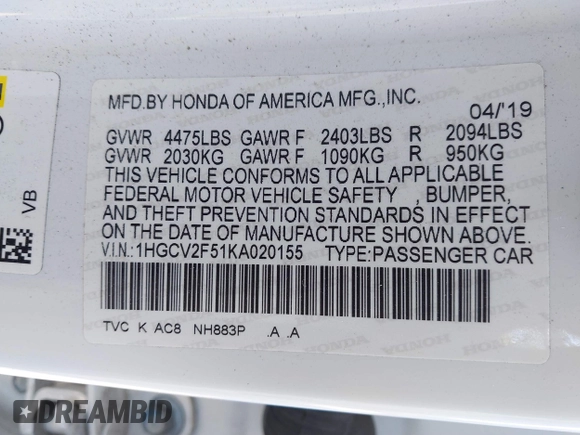 MFD.BY HONDA OF AMERICA MFG.,INC.
04/'19
GVWR 4475LBS GAWR F 2403LBS R 2094LBS
GVWR 2030KG GAWR F 1090KG R 950KG
THIS VEHICLE CONFORMS TO ALL APPLICABLE
FEDERAL MOTOR VEHICLE SAFETY , BUMPER,
AND THEFT PREVENTION STANDARDS IN EFFECT
ON THE DATE OF MANUFACTURE SHOWN ABOVE.
V.I.N.:1HGCV2F51KA020155 TYPE:PASSENGER CAR
TVC K AC8 NH883P .A .A
VB
DREAMBID